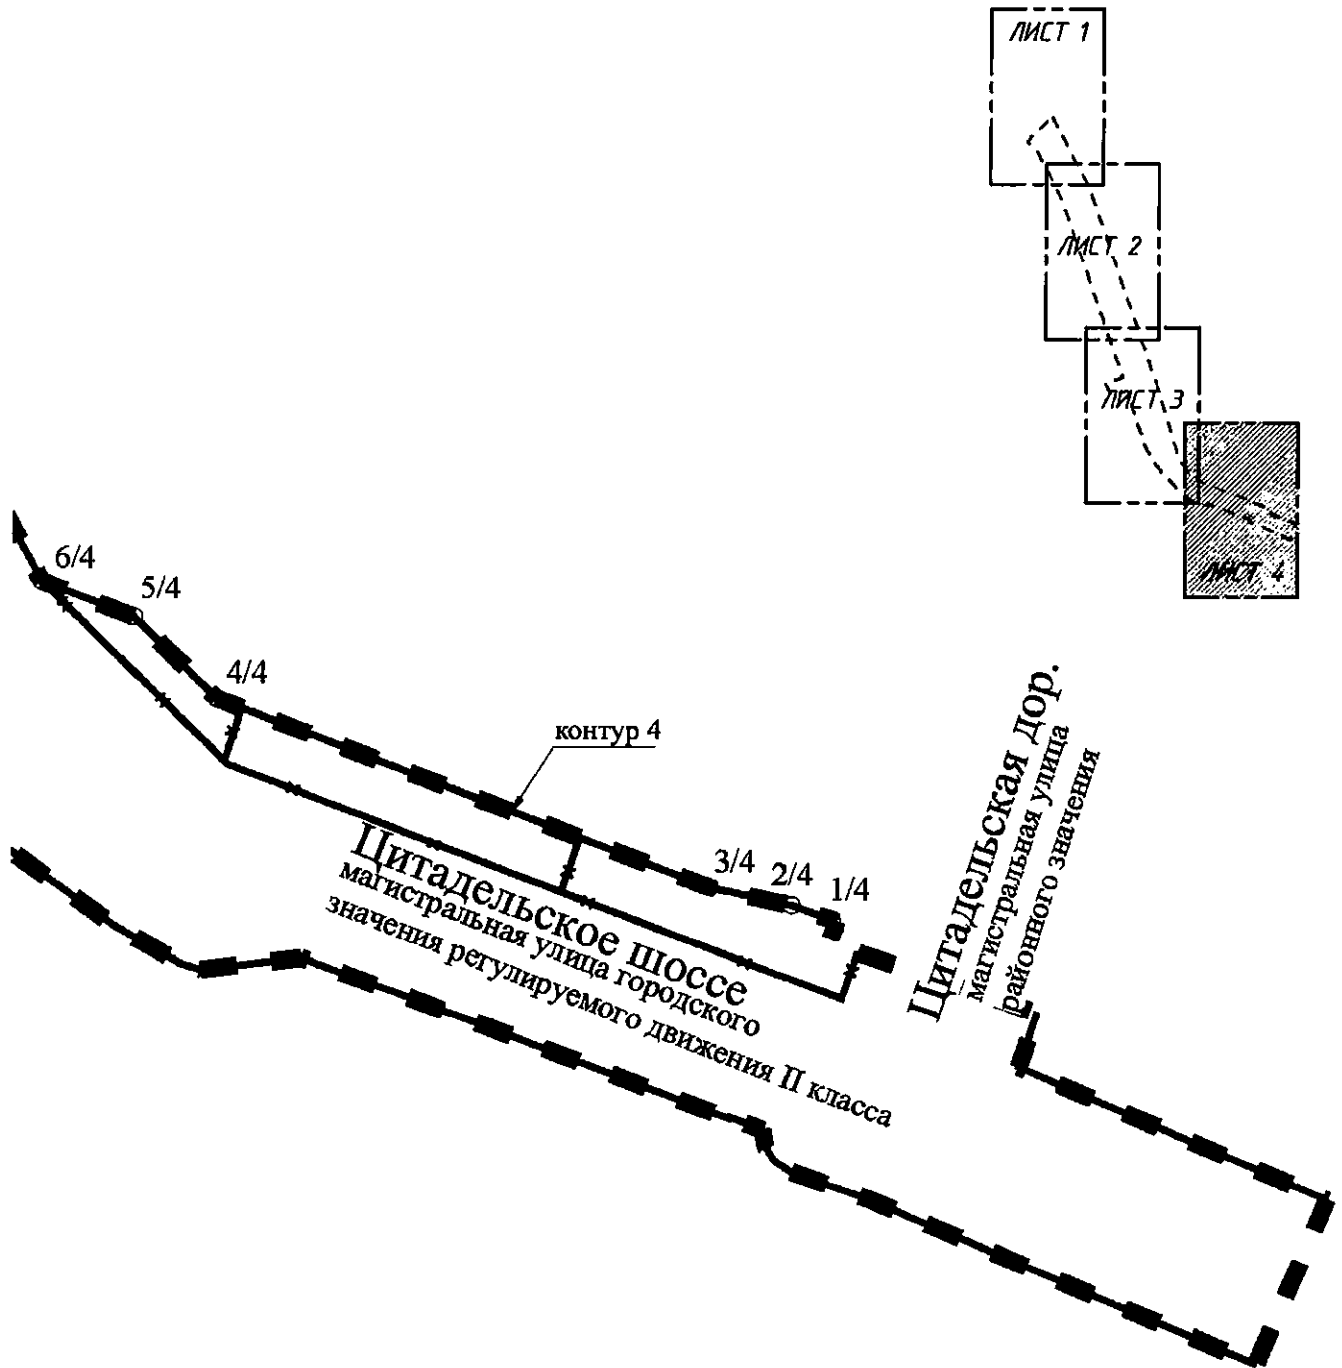 ЛИСТ 1
ЛИСТ 2
ЛИСТ 3
ЛИСТ 4
6/4
5/4
4/4
контур 4
3/4
2/4
1/4
Цитадельское шоссе
магистральная улица городского
значения регулируемого движения II класса
Цитадельская дор.
магистральная улица
районного значения